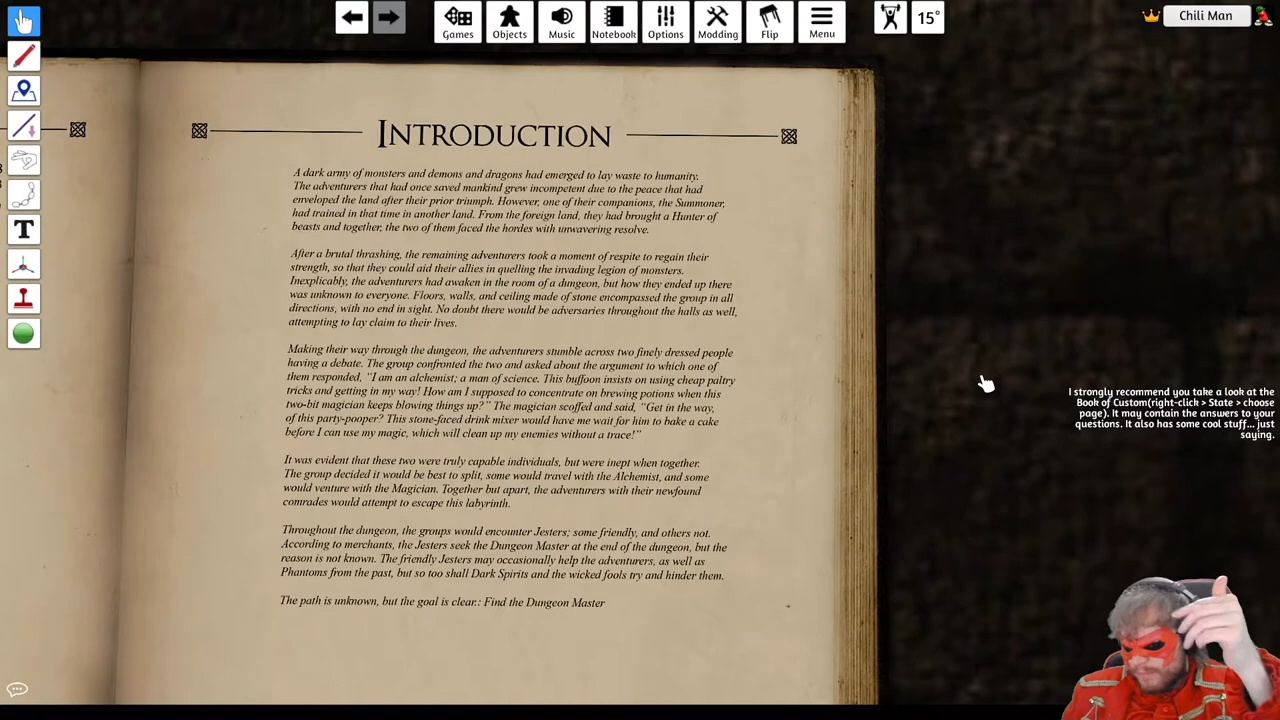 Games
Objects
Music
Notebook
Options
Modding
Flip
Menu
15°
Chili Man
T
INTRODUCTION
A dark army of monsters and demons and dragons had emerged to lay waste to humanity.
The adventurers that had once saved mankind grew incompetent due to the peace that had
enveloped the land after their prior triumph. However, one of their companions, the Summoner,
had trained in that time in another land. From the foreign land, they had brought a Hunter of
beasts and together, the two of them faced the hordes with unwavering resolve.
After a brutal thrashing, the remaining adventurers took a moment of respite to regain their
strength, so that they could aid their allies in quelling the invading legion of monsters.
Inexplicably, the adventurers had awaken in the room of a dungeon, but how they ended up there
was unknown to everyone. Floors, walls, and ceiling made of stone encompassed the group in all
directions, with no end in sight. No doubt there would be adversaries throughout the halls as well,
attempting to lay claim to their lives.
Making their way through the dungeon, the adventurers stumble across two finely dressed people
having a debate. The group confronted the two and asked about the argument to which one of
them responded, “I am an alchemist; a man of science. This buffoon insists on using cheap paltry
tricks and getting in my way! How am I supposed to concentrate on brewing potions when this
two-bit magician keeps blowing things up?” The magician scoffed and said, “Get in the way,
of this party-pooper? This stone-faced drink mixer would have me wait for him to bake a cake
before I can use my magic, which will clean up my enemies without a trace!”
It was evident that these two were truly capable individuals, but were inept when together.
The group decided it would be best to split, some would travel with the Alchemist, and some
would venture with the Magician. Together but apart, the adventurers with their newfound
comrades would attempt to escape this labyrinth.
Throughout the dungeon, the groups would encounter Jesters; some friendly, and others not.
According to merchants, the Jesters seek the Dungeon Master at the end of the dungeon, but the
reason is not known. The friendly Jesters may occasionally help the adventurers, as well as
Phantoms from the past, but so too shall Dark Spirits and the wicked fools try and hinder them.
The path is unknown, but the goal is clear.: Find the Dungeon Master
I strongly recommend you take a look at the
Book of Custom(right-click > State > choose
page). It may contain the answers to your
questions. It also has some cool stuff... just
saying.